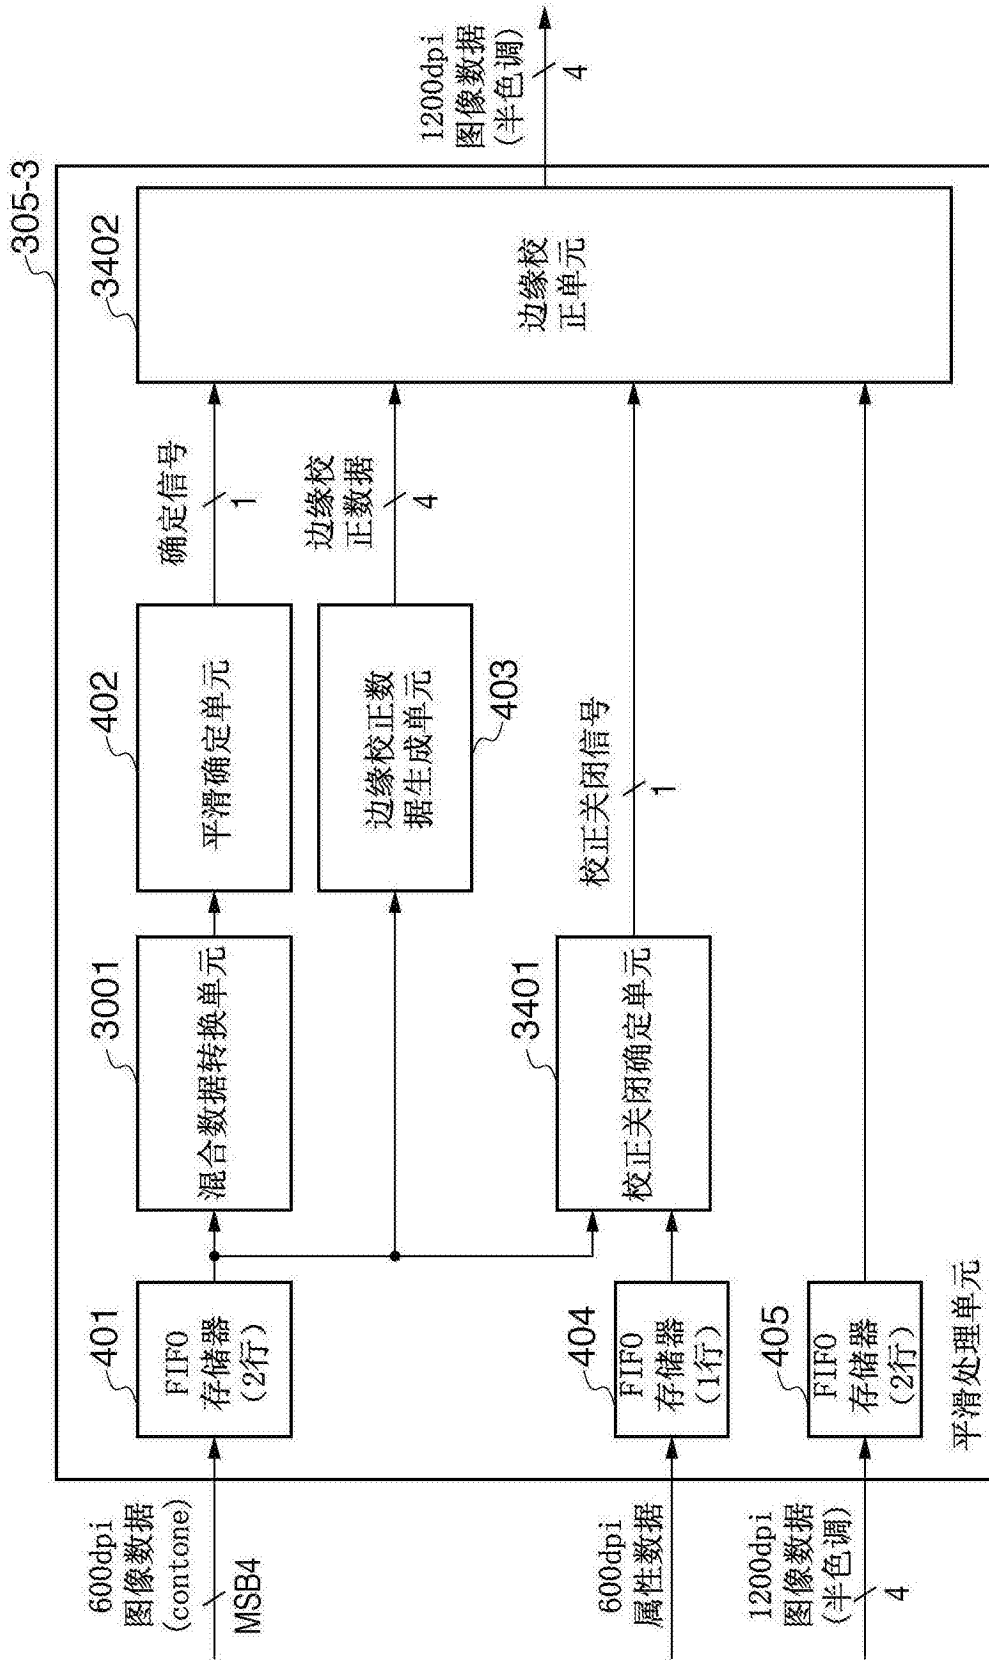 305-3
600dpi
图像数据
(contone)
MSB4
401
FIFO
存储器
(2行)
3001
混合数据转换单元
402
平滑确定单元
确定信号
1
403
边缘校正数
据生成单元
边缘校
正数据
4
3402
边缘校
正单元
1200dpi
图像数据
(半色调)
4
600dpi
属性数据
404
FIFO
存储器
(1行)
3401
校正关闭确定单元
校正关闭信号
1
1200dpi
图像数据
(半色调)
4
405
FIFO
存储器
(2行)
平滑处理单元